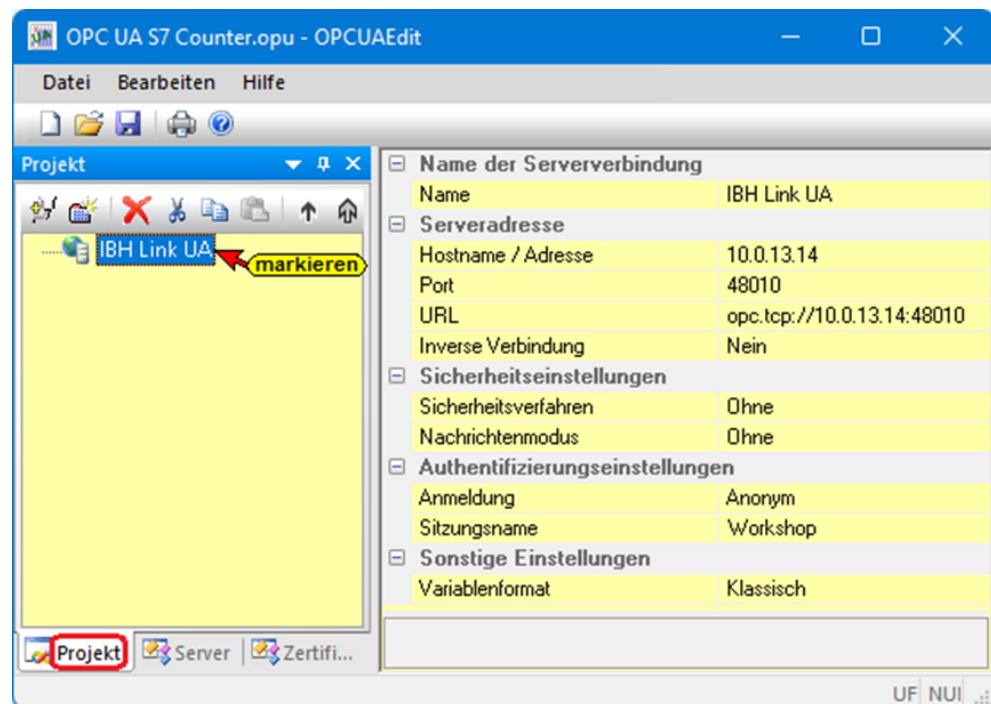 OPC UA S7 Counter.opu - OPCUAEdit
Datei Bearbeiten Hilfe
Projekt
IBH Link UA
markieren
Projekt Server Zertifi...
Name der Serververbindung
Name IBH Link UA
Serveradresse
Hostname / Adresse 10.0.13.14
Port 48010
URL opc.tcp://10.0.13.14:48010
Inverse Verbindung Nein
Sicherheitseinstellungen
Sicherheitsverfahren Ohne
Nachrichtenmodus Ohne
Authentifizierungseinstellungen
Anmeldung Anonym
Sitzungsname Workshop
Sonstige Einstellungen
Variablenformat Klassisch
UF NUI